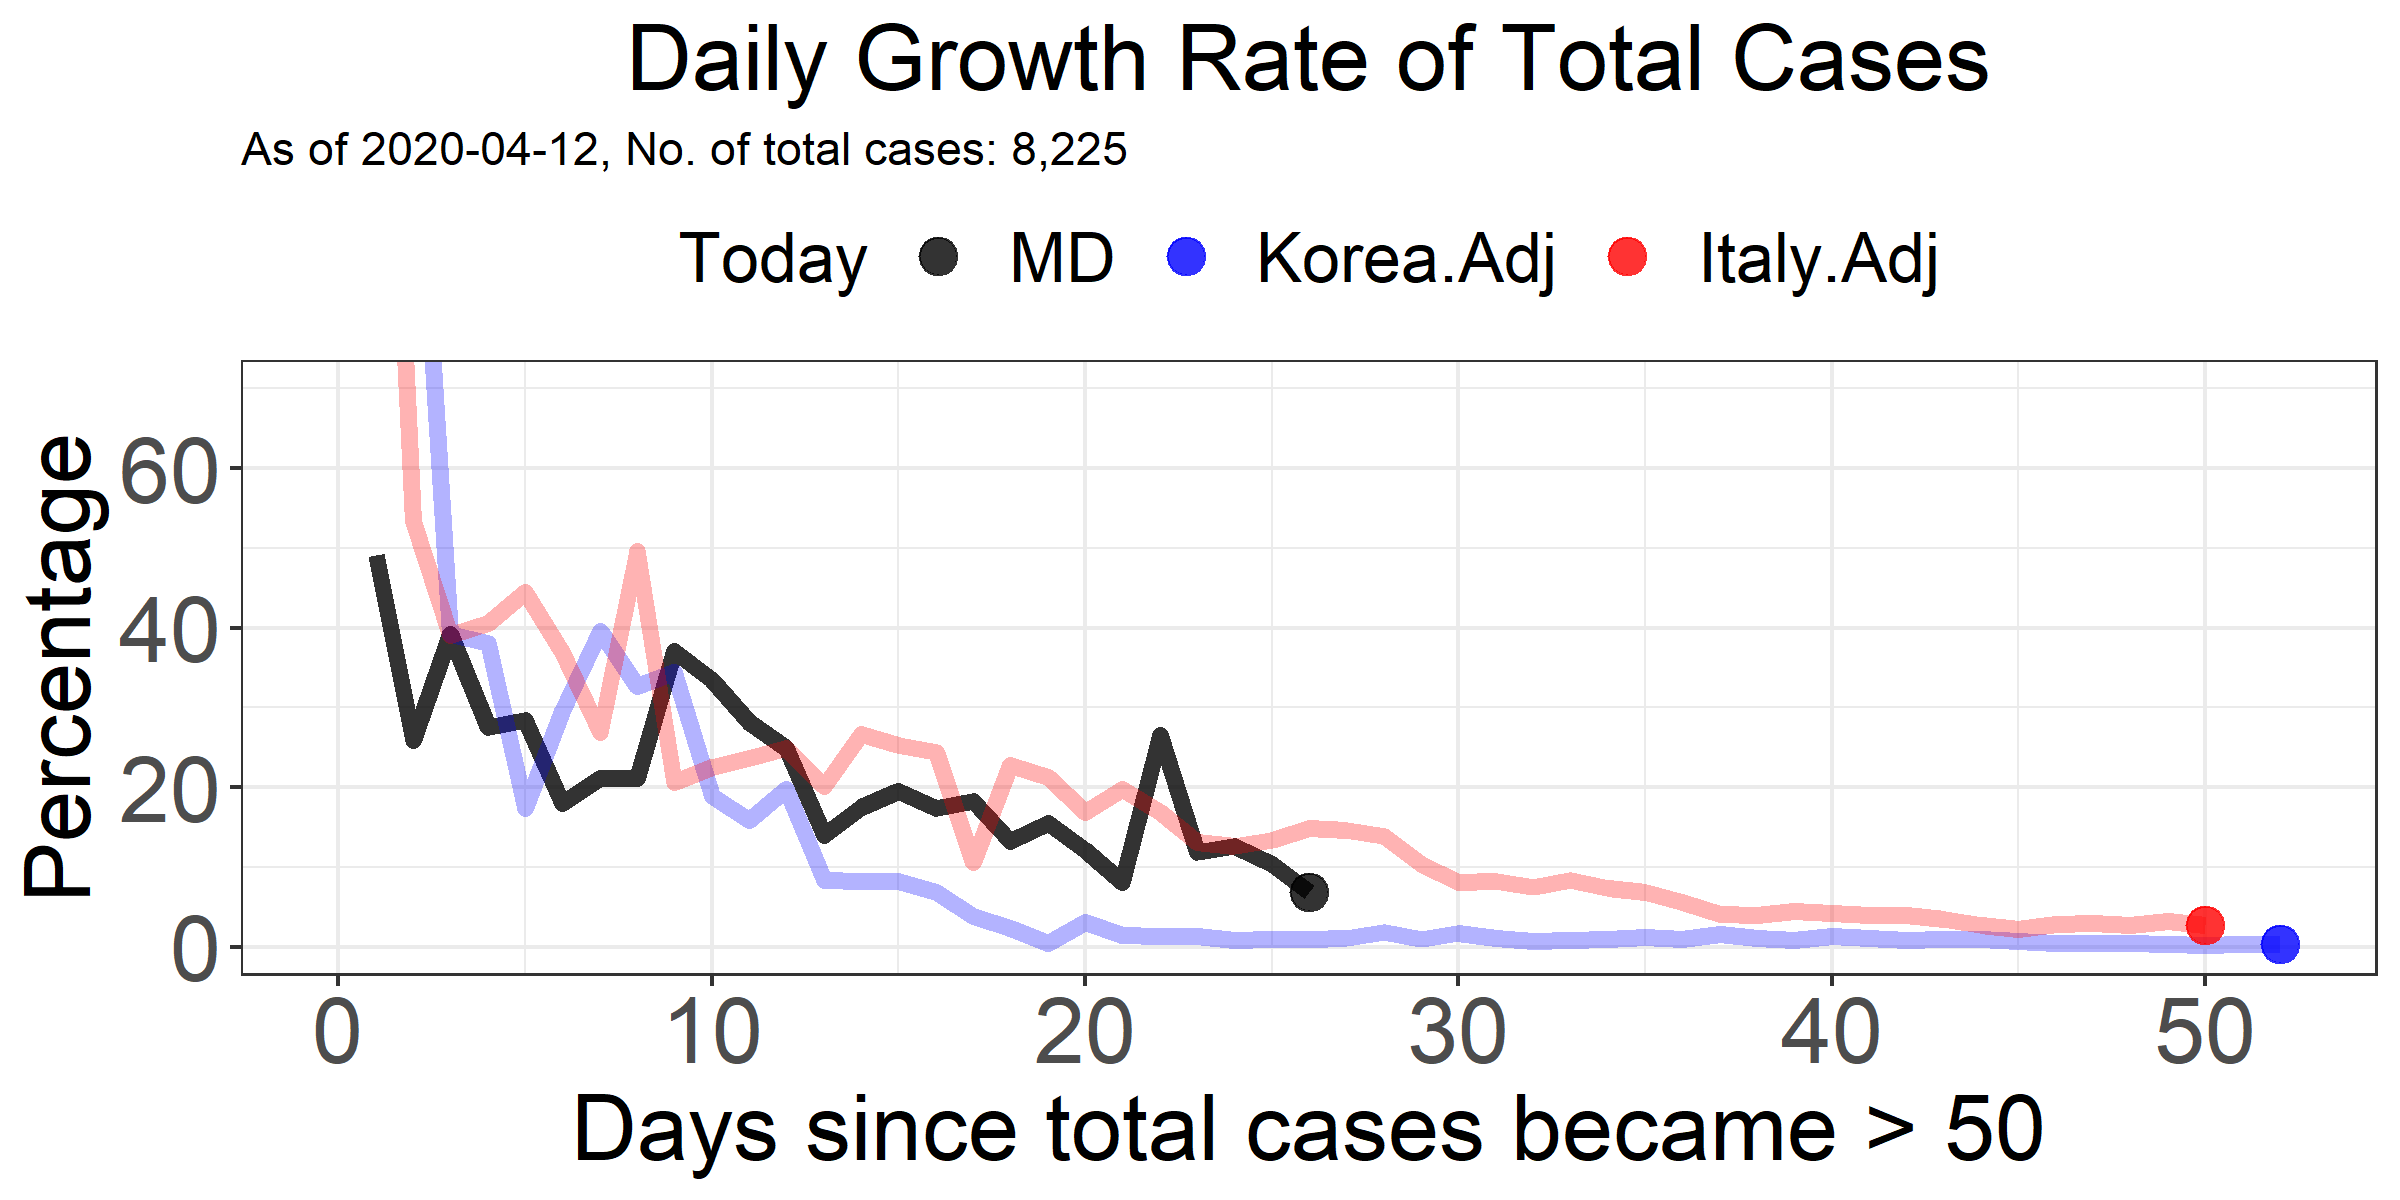 Daily Growth Rate of Total Cases
As of 2020-04-12, No. of total cases: 8,225
Today MD Korea.Adj Italy.Adj
Percentage
60
40
20
0
0 10 20 30 40 50
Days since total cases became > 50